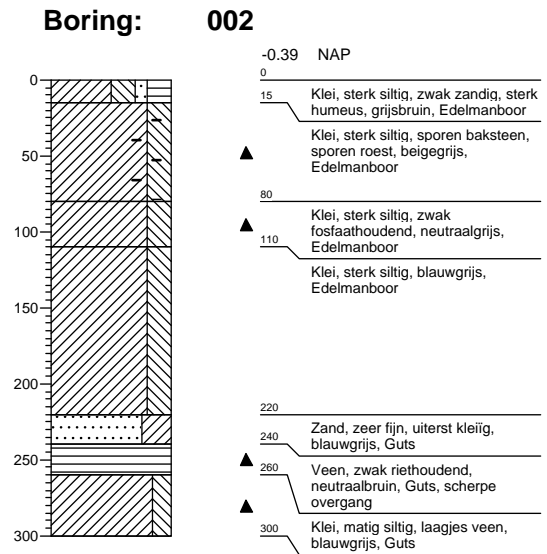 Boring: 002
-0.39 NAP
0
15
Klei, sterk siltig, zwak zandig, sterk
humeus, grijsbruin, Edelmanboor
Klei, sterk siltig, sporen baksteen,
sporen roest, beigegrijs,
Edelmanboor
80
Klei, sterk siltig, zwak
fosfaathoudend, neutraalgrijs,
Edelmanboor
110
Klei, sterk siltig, blauwgrijs,
Edelmanboor
220
Zand, zeer fijn, uiterst kleiïg,
blauwgrijs, Guts
240
Veen, zwak riethoudend,
neutraalbruin, Guts, scherpe
overgang
260
Klei, matig siltig, laagjes veen,
blauwgrijs, Guts
300
0
50
100
150
200
250
300